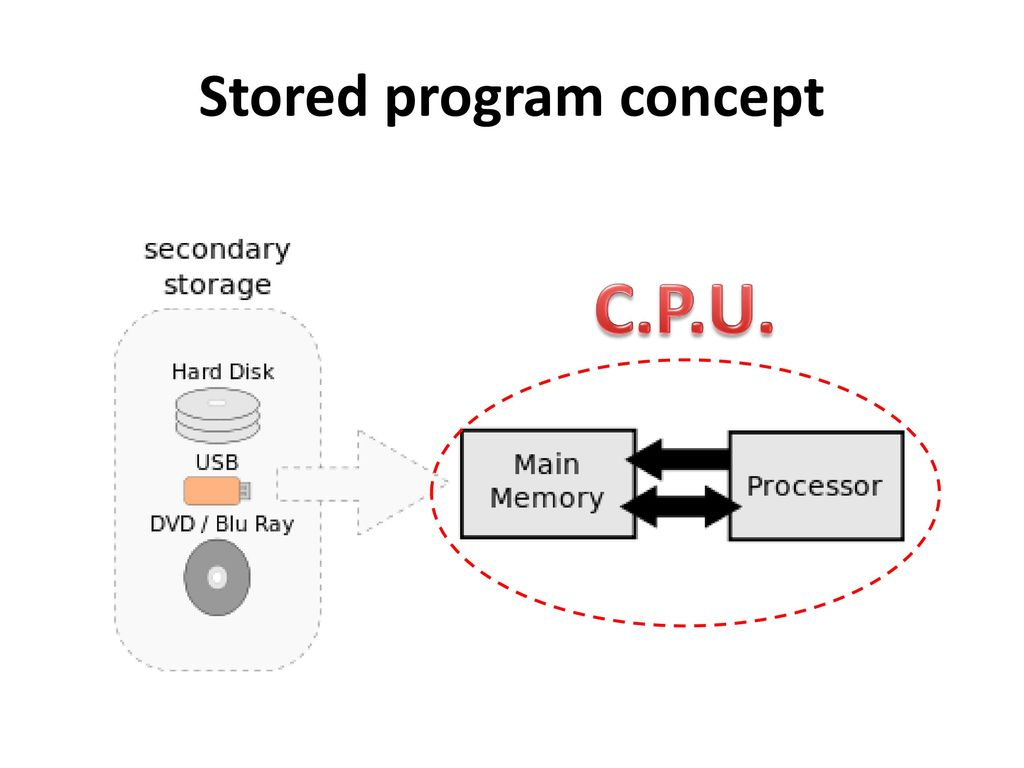 Stored program concept
secondary
storage
Hard Disk
USB
DVD / Blu Ray
C.P.U.
Main
Memory
Processor